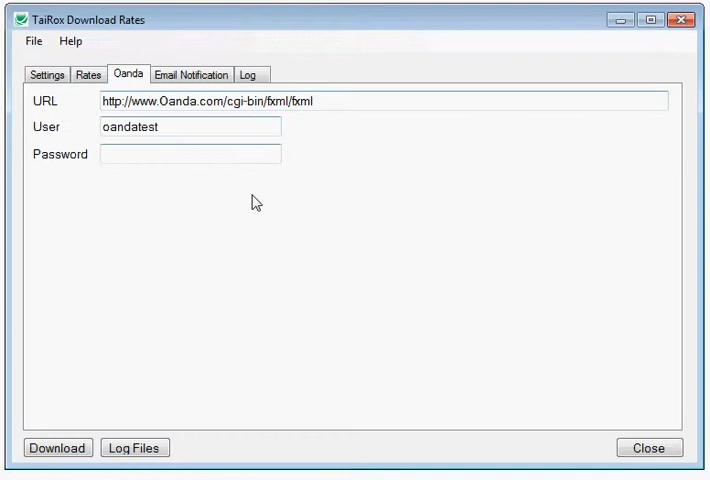 TaiRox Download Rates
File Help
Settings Rates Oanda Email Notification Log
URL http://www.Oanda.com/cgi-bin/fxml/fxml
User oandatest
Password
Download Log Files Close